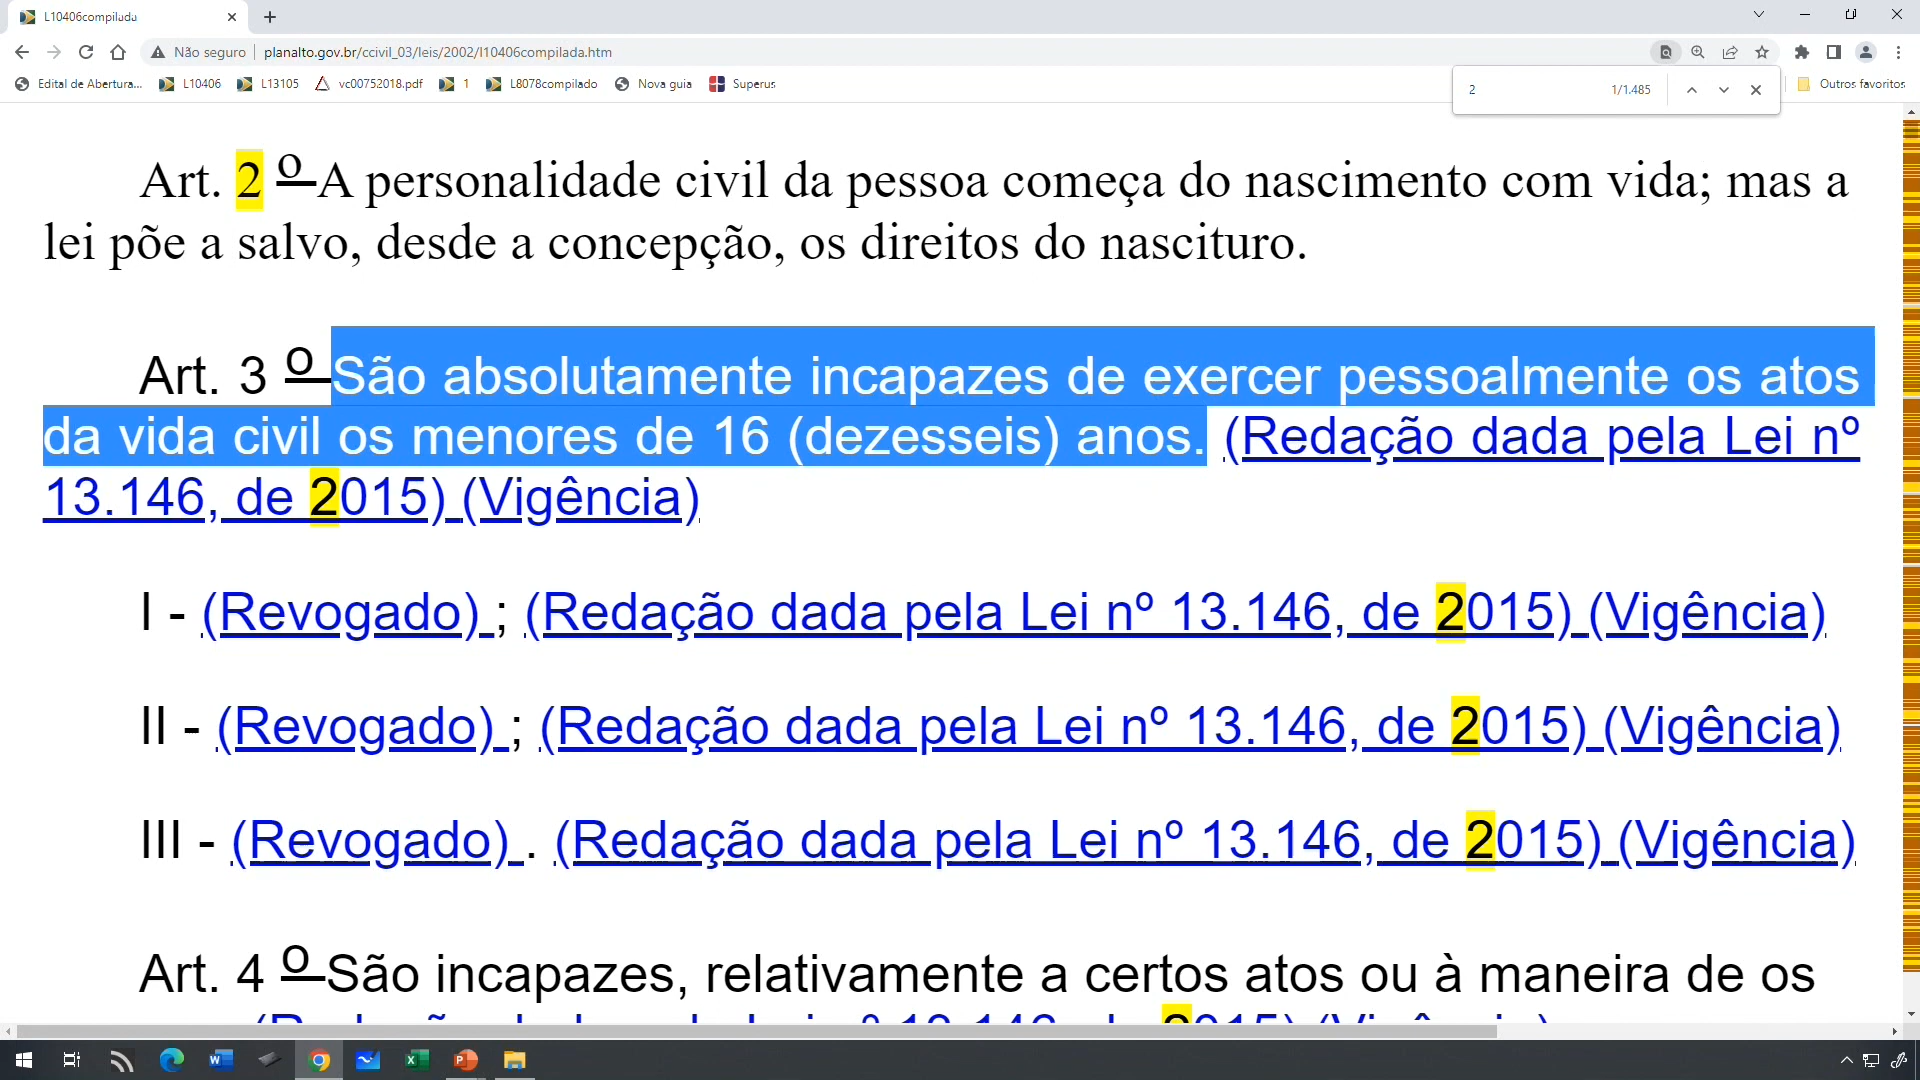 L10406compilada
Não seguro
planalto.gov.br/ccivil_03/leis/2002/l10406compilada.htm
Edital de Abertura...
L10406
L13105
vc00752018.pdf
1
L8078compilado
Nova guia
Superus
Outros favoritos
2
1/1.485
Art. 2 º A personalidade civil da pessoa começa do nascimento com vida; mas a
lei põe a salvo, desde a concepção, os direitos do nascituro.
Art. 3 º São absolutamente incapazes de exercer pessoalmente os atos
da vida civil os menores de 16 (dezesseis) anos. (Redação dada pela Lei nº
13.146, de 2015) (Vigência)
I - (Revogado) ; (Redação dada pela Lei nº 13.146, de 2015) (Vigência)
II - (Revogado) ; (Redação dada pela Lei nº 13.146, de 2015) (Vigência)
III - (Revogado) . (Redação dada pela Lei nº 13.146, de 2015) (Vigência)
Art. 4 º São incapazes, relativamente a certos atos ou à maneira de os